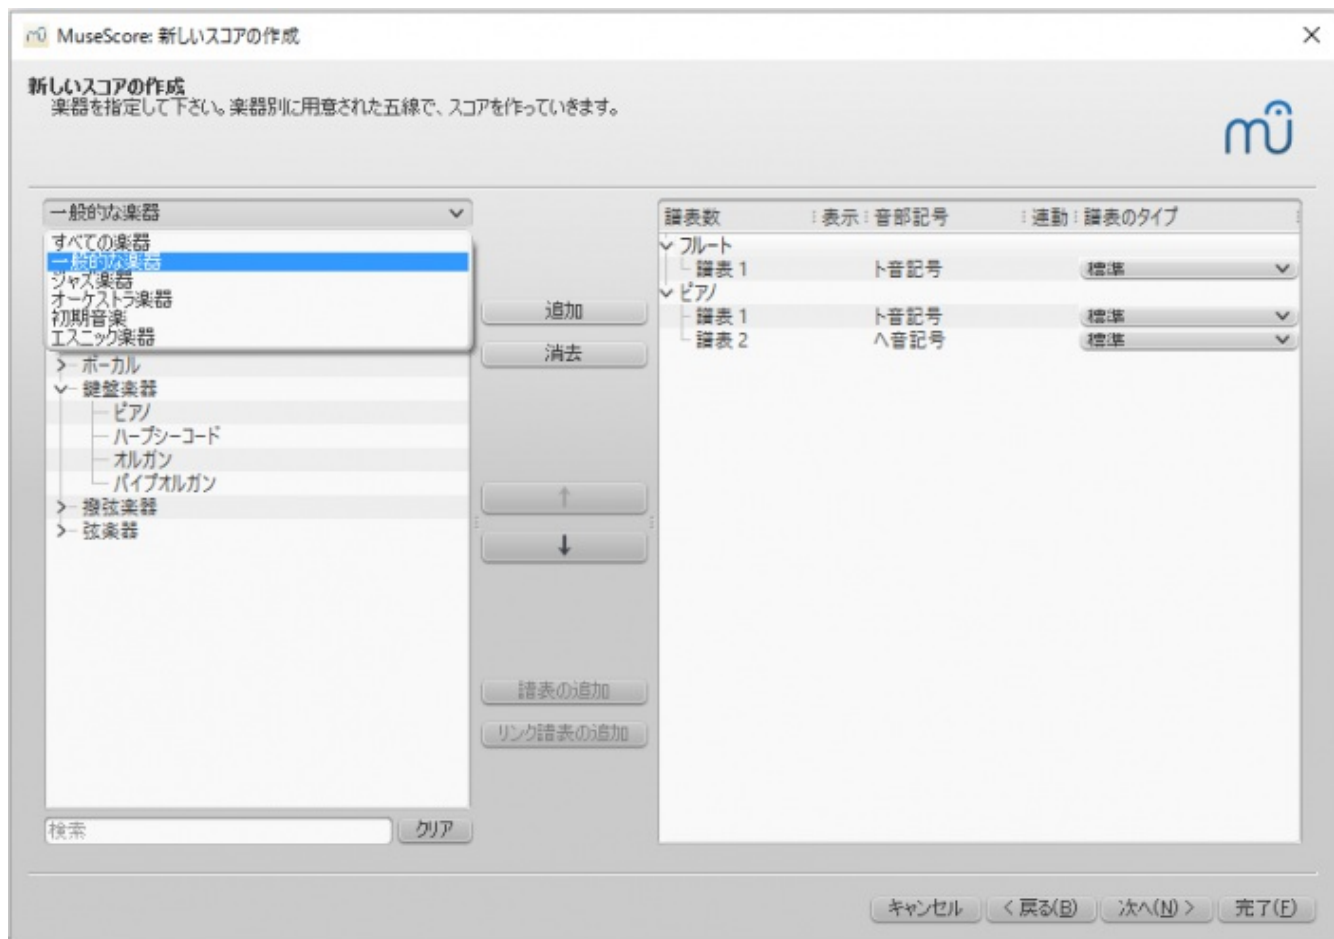 MuseScore: 新しいスコアの作成
新しいスコアの作成
楽器を指定して下さい。楽器別に用意された五線で、スコアを作っていきます。
mû
一般的な楽器
すべての楽器
一般的な楽器
ジャズ楽器
オーケストラ楽器
初期音楽
エスニック楽器
ボーカル
鍵盤楽器
ピアノ
ハープシーコード
オルガン
パイプオルガン
撥弦楽器
弦楽器
検索
クリア
追加
消去
↑
↓
譜表の追加
リンク譜表の追加
譜表数 表示 音部記号 連動 譜表のタイプ
フルート
譜表 1 ト音記号 標準
ピアノ
譜表 1 ト音記号 標準
譜表 2 ヘ音記号 標準
キャンセル < 戻る(B) 次へ(N) > 完了(F)